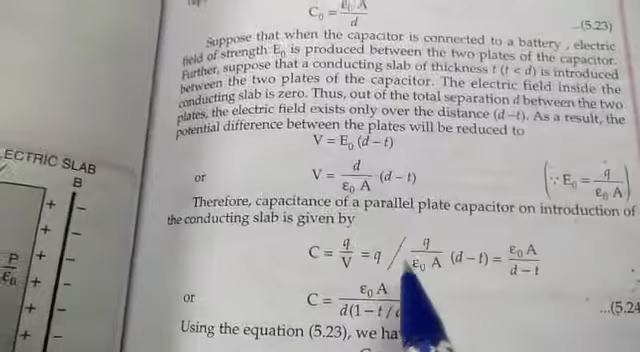 C₀ = ε₀ A / d ...(5.23)
Suppose that when the capacitor is connected to a battery, electric
field of strength E₀ is produced between the two plates of the capacitor.
Further, suppose that a conducting slab of thickness t (t < d) is introduced
between the two plates of the capacitor. The electric field inside the
conducting slab is zero. Thus, out of the total separation d between the two
plates, the electric field exists only over the distance (d–t). As a result, the
potential difference between the plates will be reduced to
V = E₀ (d – t)
or V = d / ε₀ A (d – t) (∵ E₀ = q / ε₀ A)
Therefore, capacitance of a parallel plate capacitor on introduction of
the conducting slab is given by
C = q / V = q / q / ε₀ A (d – t) = ε₀ A / d – t
or C = ε₀ A / d(1 – t/ ...(5.24
Using the equation (5.23), we ha
ECTRIC SLAB
B
+ –
+ –
P / ε₀ + –
+ –
+ –
+ –